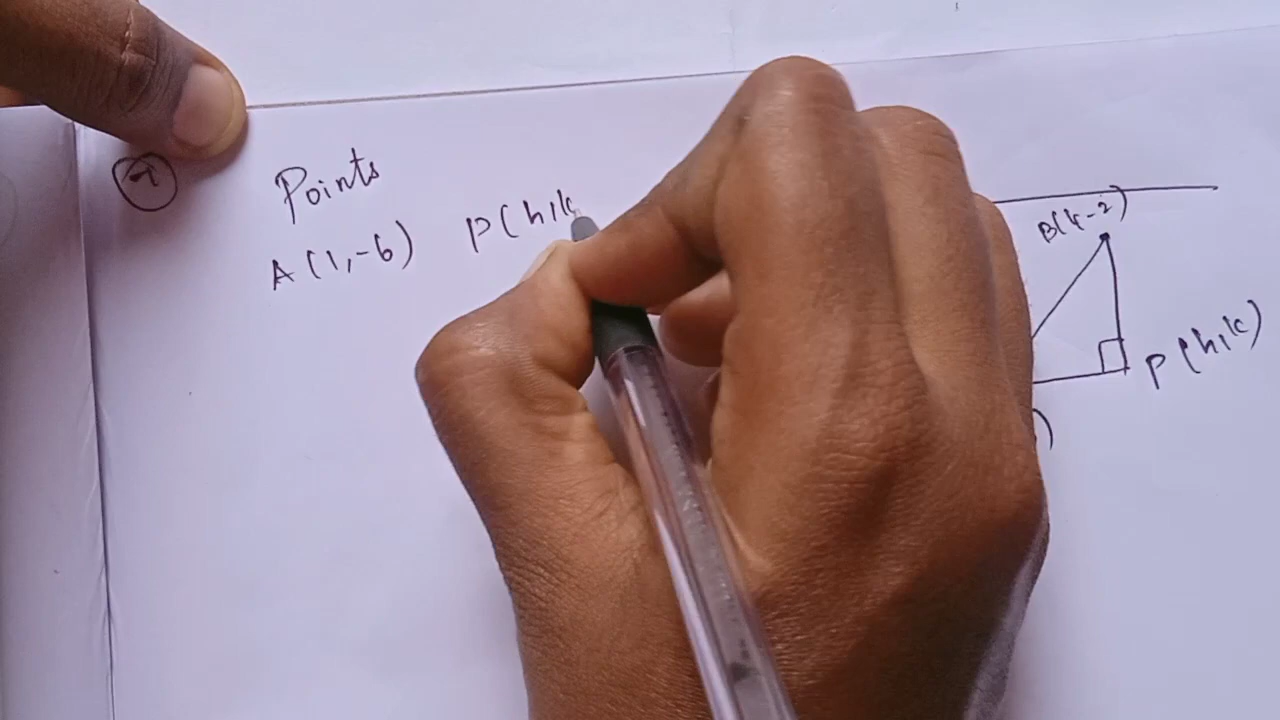 7
Points
A(1,-6) P(h,k
B(4-2)
P(h,k)
)